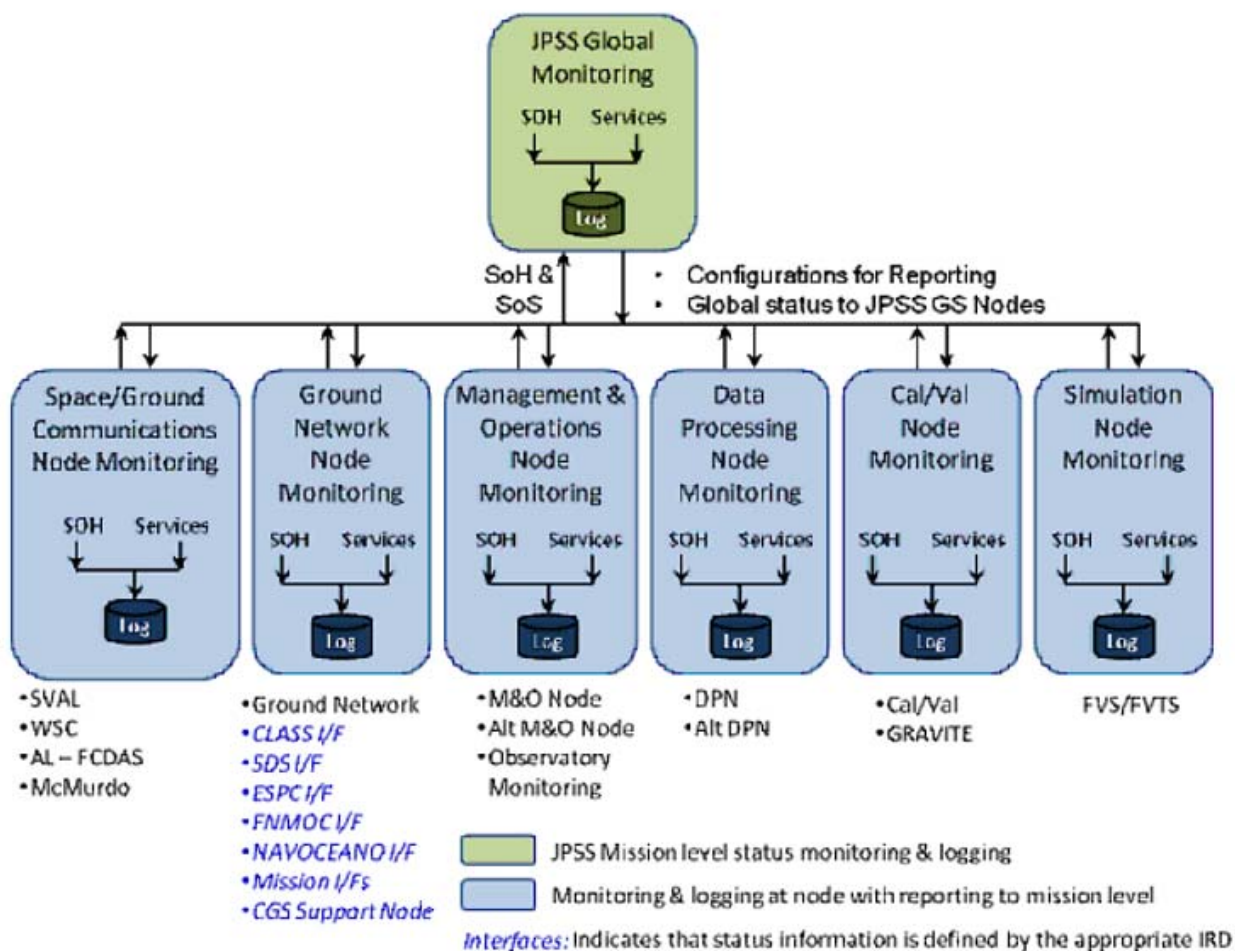 JPSS Global
Monitoring
SOH Services
Log
SoH &
SoS
• Configurations for Reporting
• Global status to JPSS GS Nodes
Space/Ground
Communications
Node Monitoring
SOH Services
Log
Ground
Network
Node
Monitoring
SOH Services
Log
Management &
Operations
Node
Monitoring
SOH Services
Log
Data
Processing
Node
Monitoring
SOH Services
Log
Cal/Val
Node
Monitoring
SOH Services
Log
Simulation
Node
Monitoring
SOH Services
Log
•SVAL
•WSC
•AL – FCDAS
•McMurdo
•Ground Network
•CLASS I/F
•SDS I/F
•ESPC I/F
•FNMOC I/F
•NAVOCEANO I/F
•Mission I/Fs
•CGS Support Node
•M&O Node
•Alt M&O Node
•Observatory
Monitoring
•DPN
•Alt DPN
•Cal/Val
•GRAVITE
FVS/FVTS
JPSS Mission level status monitoring & logging
Monitoring & logging at node with reporting to mission level
Interfaces: Indicates that status information is defined by the appropriate IRD